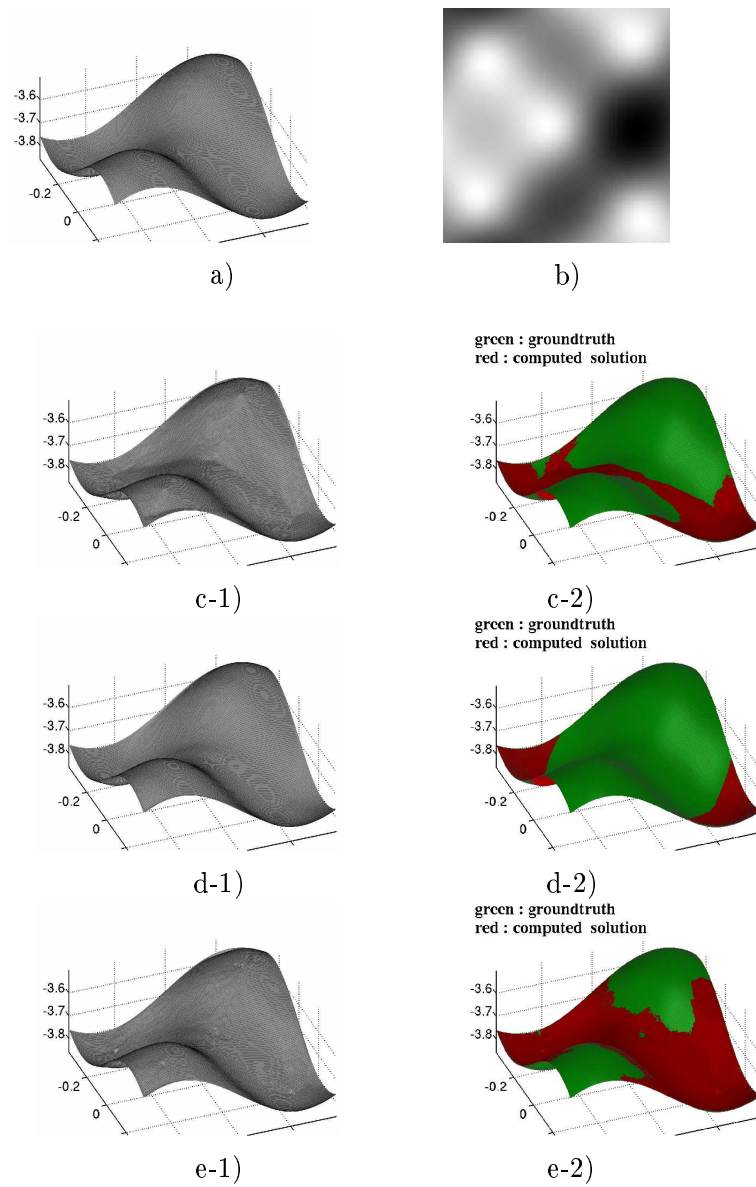 -3.6
-3.7
-3.8
-0.2
0
a)
b)
-3.6
-3.7
-3.8
-0.2
0
c-1)
green : groundtruth
red : computed solution
-3.6
-3.7
-3.8
-0.2
0
c-2)
-3.6
-3.7
-3.8
-0.2
0
d-1)
green : groundtruth
red : computed solution
-3.6
-3.7
-3.8
-0.2
0
d-2)
-3.6
-3.7
-3.8
-0.2
0
e-1)
green : groundtruth
red : computed solution
-3.6
-3.7
-3.8
-0.2
0
e-2)